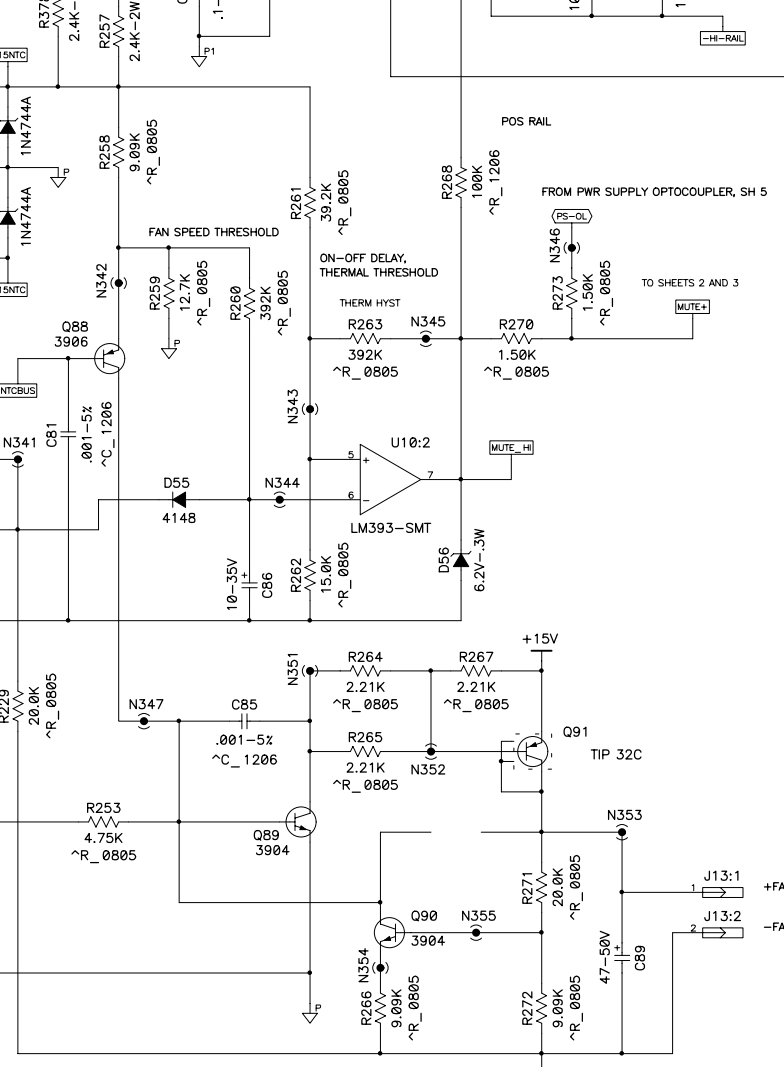 R257
2.4K-2W
2.4K-
P1
-HI-RAIL
15NTC
1N4744A
R258
9.09K
^R_0805
P
POS RAIL
1N4744A
R261
39.2K
^R_0805
R268
100K
^R_1206
FROM PWR SUPPLY OPTOCOUPLER, SH 5
PS-OL
N346
FAN SPEED THRESHOLD
ON-OFF DELAY,
THERMAL THRESHOLD
15NTC
N342
R259
12.7K
^R_0805
R260
392K
^R_0805
R273
1.50K
^R_0805
TO SHEETS 2 AND 3
MUTE+
THERM HYST
Q88
3906
P
R263
392K
^R_0805
N345
R270
1.50K
^R_0805
NTCBUS
N341
C81
.001-5%
^C_1206
N343
U10:2
5
+
6
-
7
LM393-SMT
MUTE_HI
D55
4148
N344
10-35V
+
C86
R262
15.0K
^R_0805
D56
6.2V-.3W
+15V
R229
20.0K
^R_0805
N351
R264
2.21K
^R_0805
R267
2.21K
^R_0805
N347
C85
.001-5%
^C_1206
R265
2.21K
^R_0805
N352
Q91
TIP 32C
R253
4.75K
^R_0805
Q89
3904
N353
R271
20.0K
^R_0805
J13:1
1
+FA
J13:2
2
-FA
Q90
3904
N355
N354
47-50V
+
C89
P
R266
9.09K
^R_0805
R272
9.09K
^R_0805